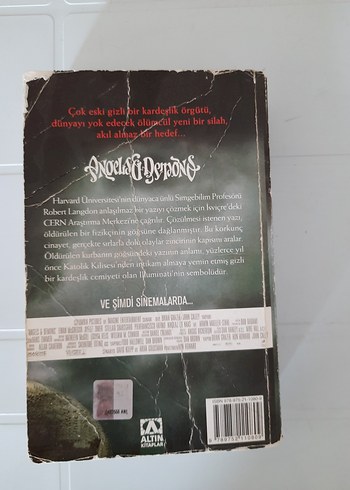 Çok eski gizli bir kardeşlik örgütü,
dünyayı yok edecek ölümcül yeni bir silah,
akıl almaz bir hedef...
Angels & Demons
Harvard Üniversitesi'nin dünyaca ünlü Simgebilim Profesörü
Robert Langdon anlaşılmaz bir yazıyı çözmek için İsviçre'deki
CERN Araştırma Merkezi'ne çağrılır. Çözülmesi istenen yazı,
öldürülen bir fizikçinin göğsüne dağlanmıştır. Bu korkunç
cinayet, gerçekte sırlarla dolu olaylar zincirinin kapısını aralar.
Öldürülen kurbanın göğsündeki yazının anlamı, yüzlerce yıl
önce Katolik Kilisesi'nden intikam almaya yemin etmiş gizli
bir kardeşlik cemiyeti olan Illuminati'nin sembolüdür.
VE ŞİMDİ SİNEMALARDA...
ALTIN
KİTAPLAR